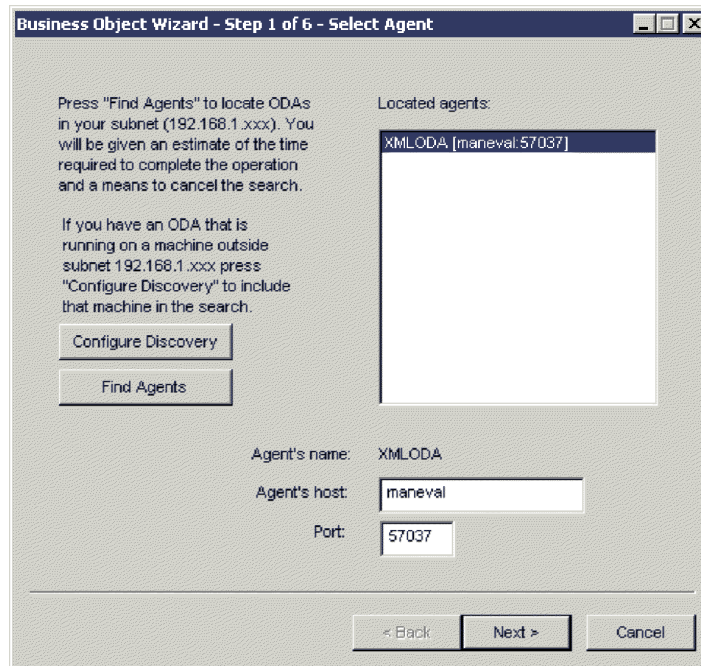 Business Object Wizard - Step 1 of 6 - Select Agent
Press "Find Agents" to locate ODAs
in your subnet (192.168.1.xxx). You
will be given an estimate of the time
required to complete the operation
and a means to cancel the search.
If you have an ODA that is
running on a machine outside
subnet 192.168.1.xxx press
"Configure Discovery" to include
that machine in the search.
Configure Discovery
Find Agents
Located agents:
XMLODA [maneval:57037]
Agent's name: XMLODA
Agent's host: maneval
Port: 57037
< Back Next > Cancel